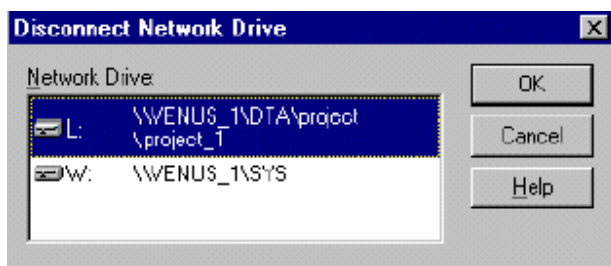 Disconnect Network Drive
Network Drive:
OK
L: \\VENUS_1\DTA\project
\project_1
Cancel
W: \\VENUS_1\SYS
Help